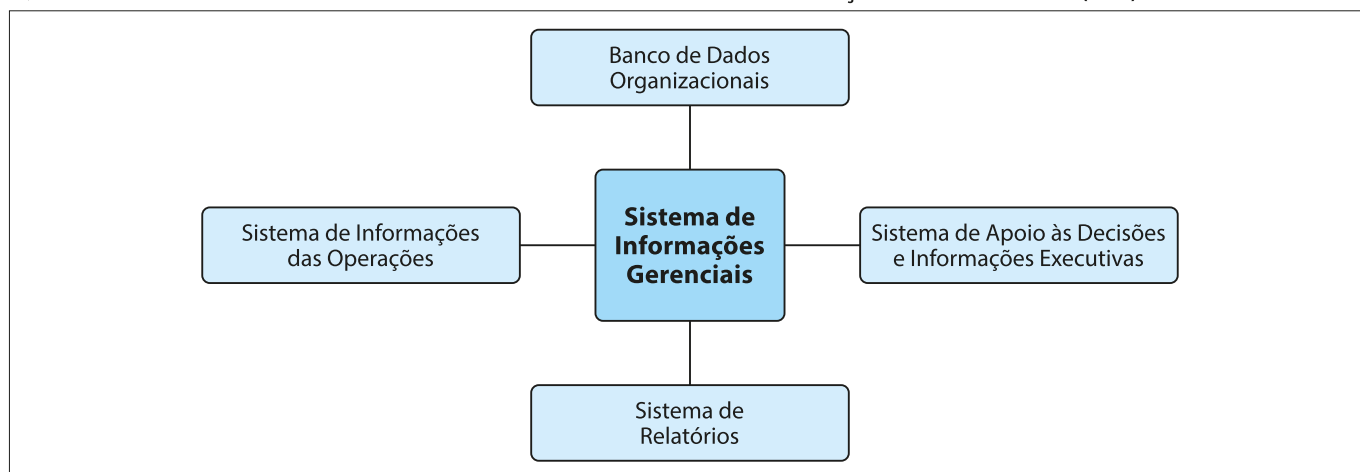 Banco de Dados
Organizacionais
Sistema de Informações
das Operações
Sistema de
Informações
Gerenciais
Sistema de Apoio às Decisões
e Informações Executivas
Sistema de
Relatórios